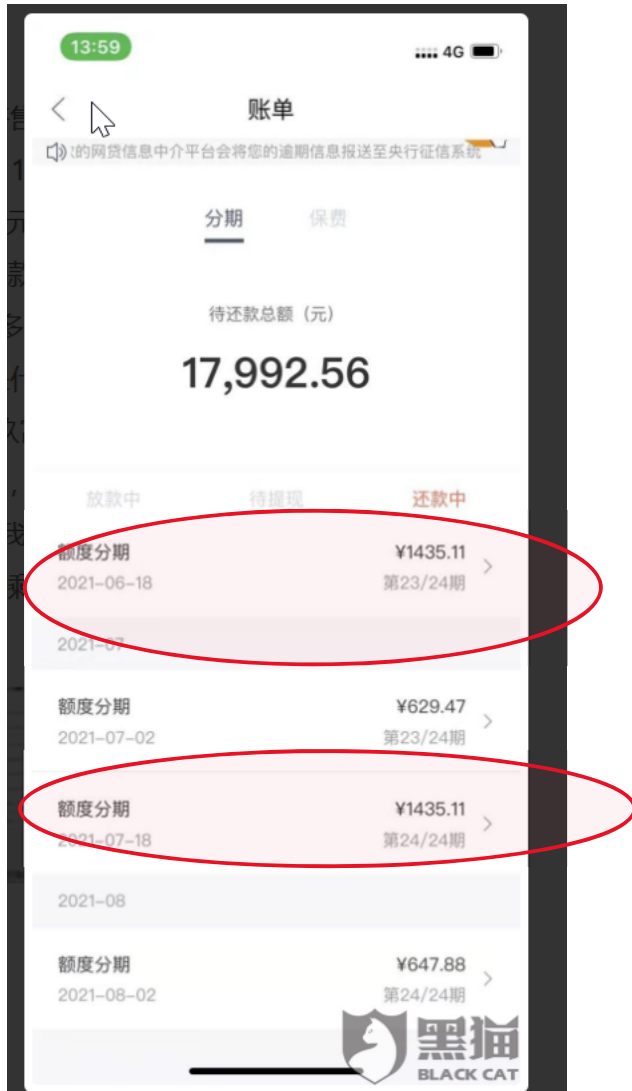 13:59
4G
账单
的网贷信息中介平台会将您的逾期信息报送至央行征信系统
分期 保费
待还款总额（元）
17,992.56
放款中 待提现 还款中
额度分期 ¥1435.11
2021-06-18 第23/24期
2021-07
额度分期 ¥629.47
2021-07-02 第23/24期
额度分期 ¥1435.11
2021-07-18 第24/24期
2021-08
额度分期 ¥647.88
2021-08-02 第24/24期
黑猫
BLACK CAT